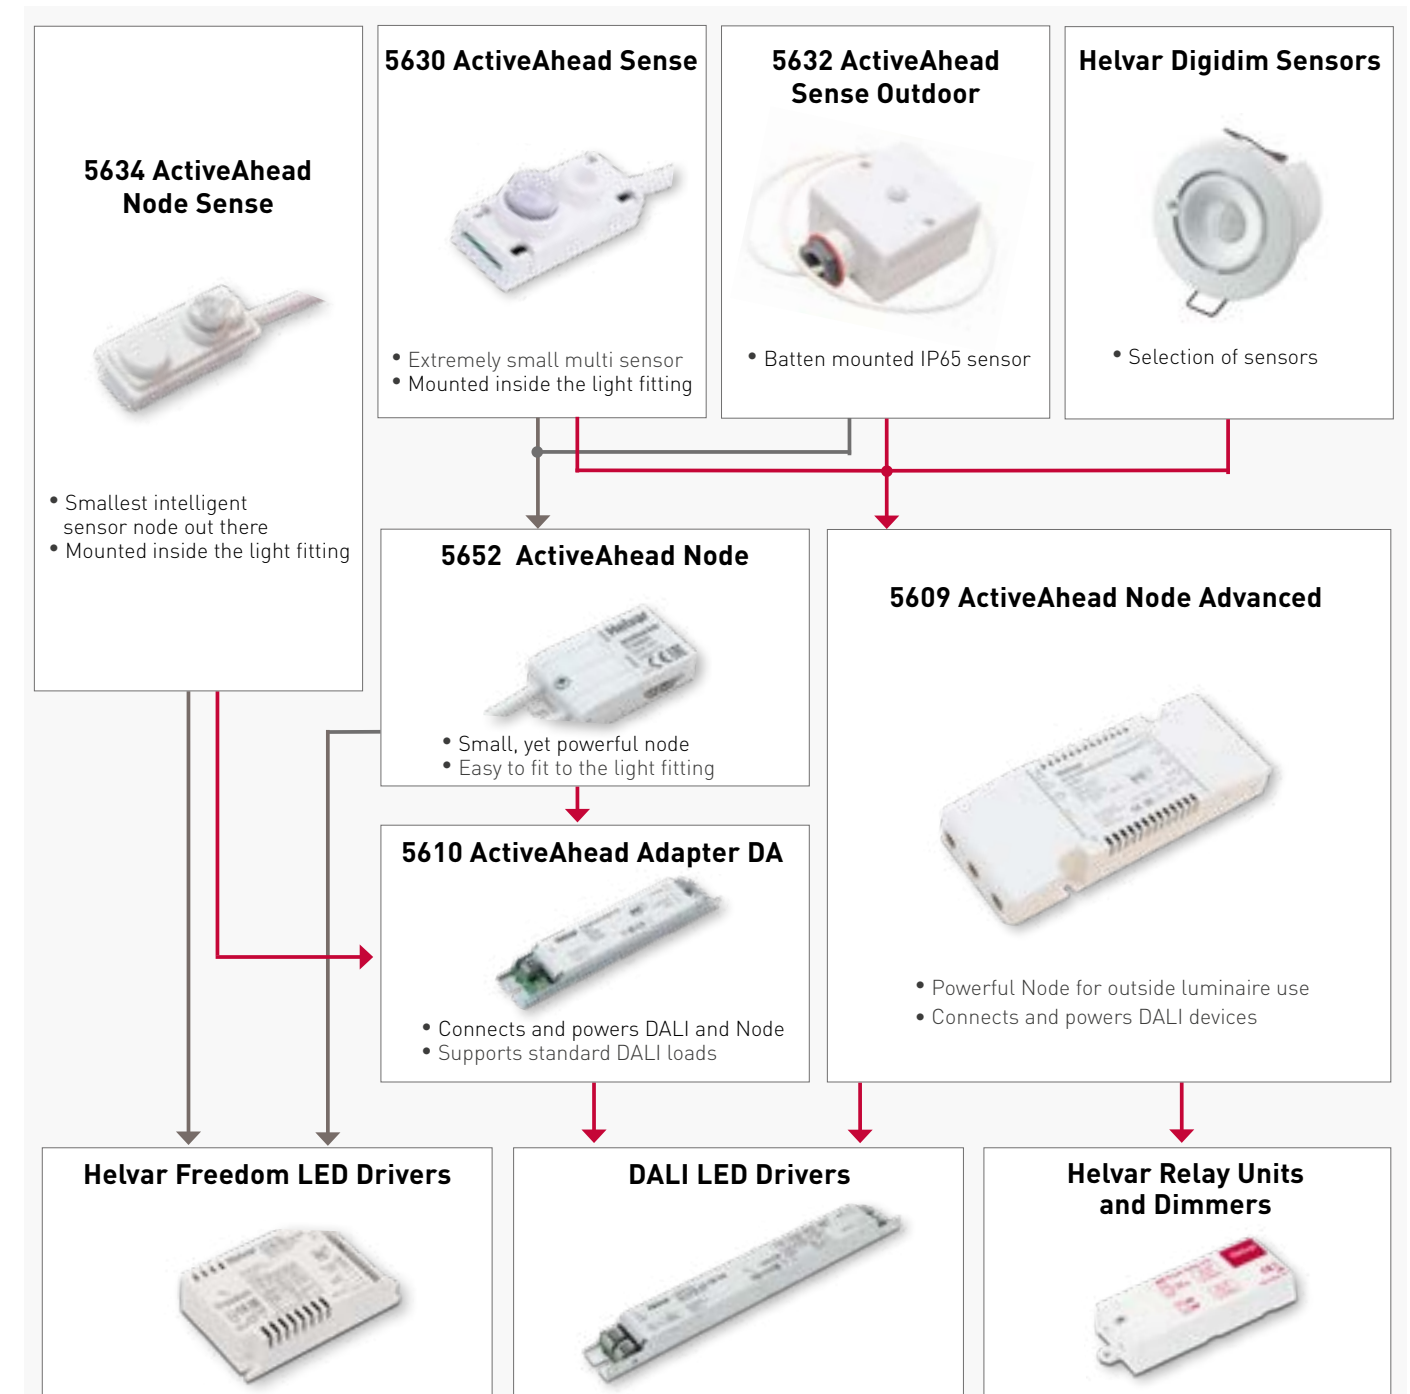 5634 ActiveAhead
Node Sense
• Smallest intelligent
sensor node out there
• Mounted inside the light fitting
5630 ActiveAhead Sense
• Extremely small multi sensor
• Mounted inside the light fitting
5632 ActiveAhead
Sense Outdoor
• Batten mounted IP65 sensor
Helvar Digidim Sensors
• Selection of sensors
5652 ActiveAhead Node
Helvar
• Small, yet powerful node
• Easy to fit to the light fitting
5609 ActiveAhead Node Advanced
• Powerful Node for outside luminaire use
• Connects and powers DALI devices
5610 ActiveAhead Adapter DA
• Connects and powers DALI and Node
• Supports standard DALI loads
Helvar Freedom LED Drivers
DALI LED Drivers
Helvar Relay Units
and Dimmers